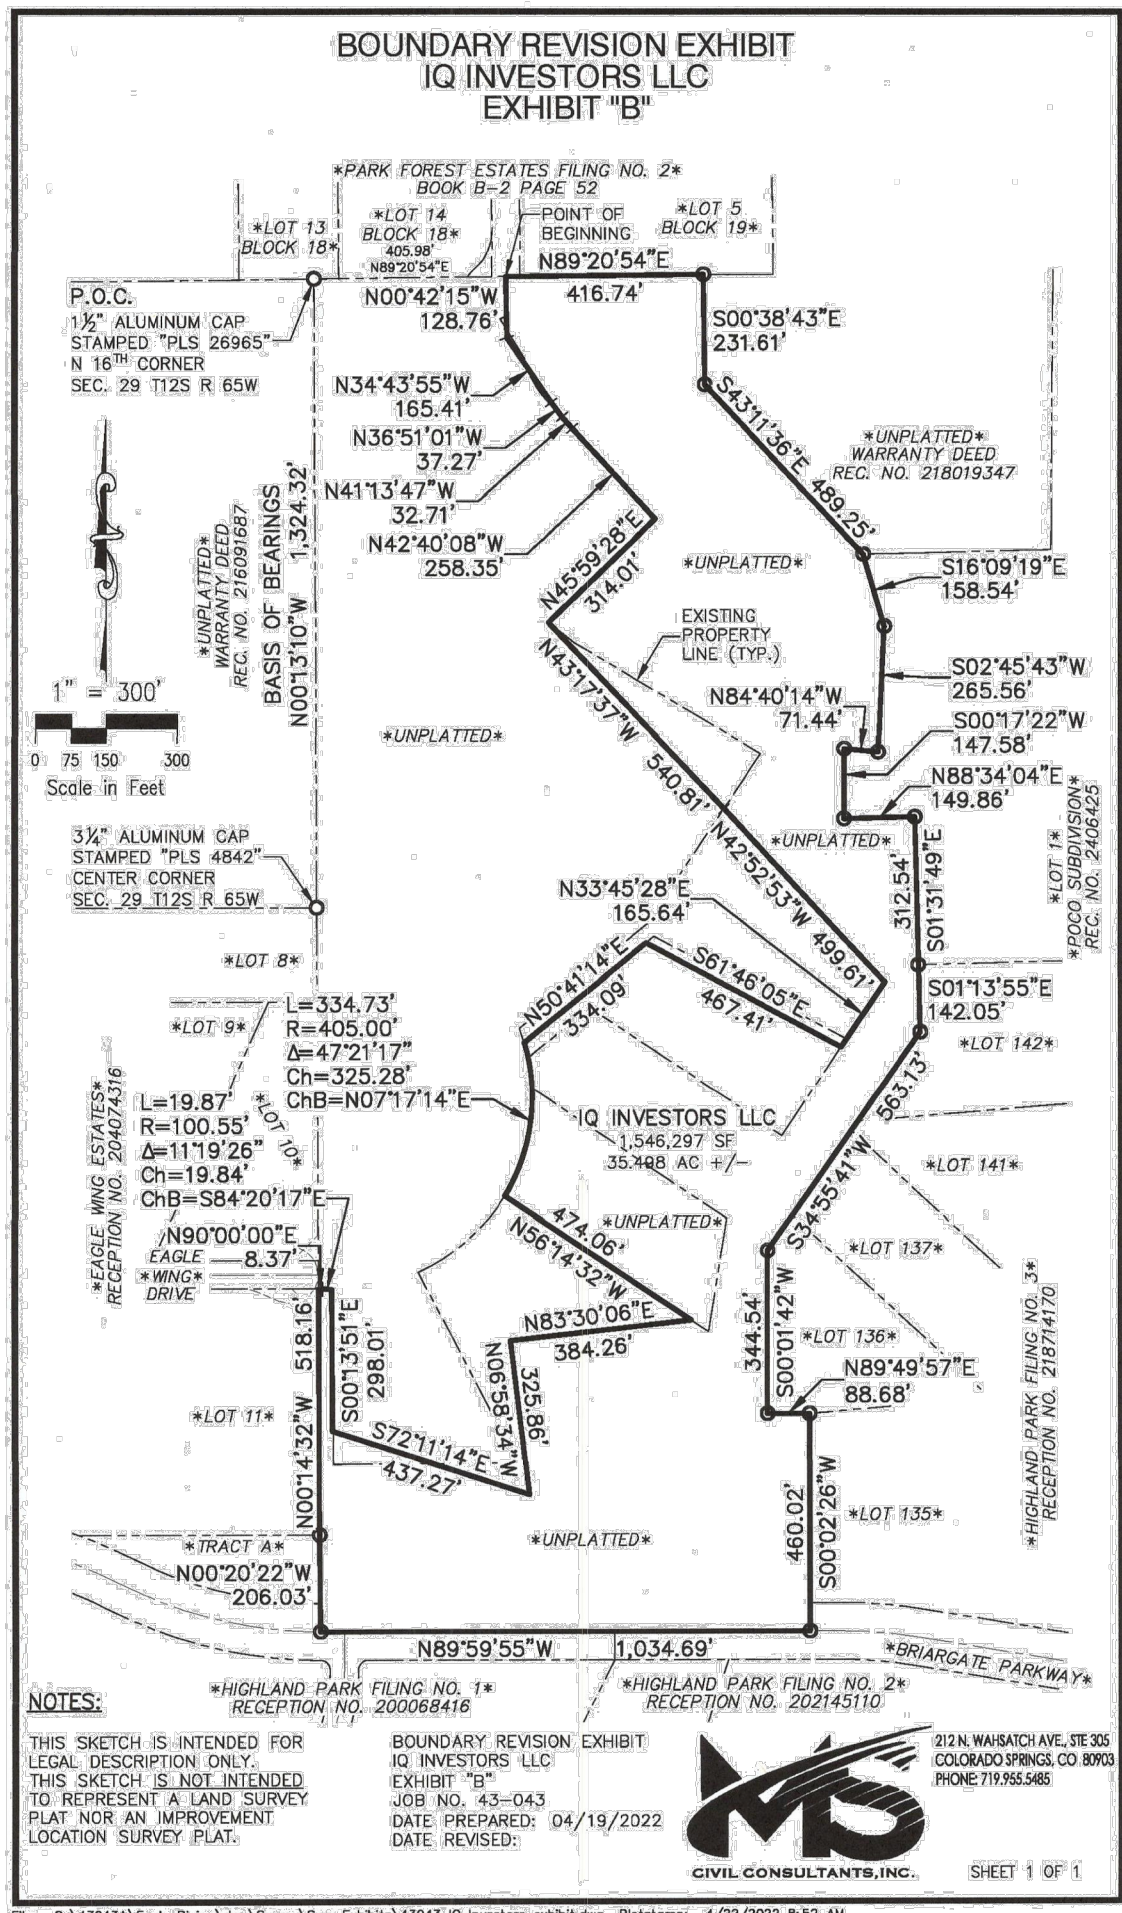 BOUNDARY REVISION EXHIBIT
IQ INVESTORS LLC
EXHIBIT "B"
*PARK FOREST ESTATES FILING NO. 2*
BOOK B-2 PAGE 52
*LOT 13
BLOCK 18*
*LOT 14
BLOCK 18*
405.98'
N89°20'54"E
POINT OF
BEGINNING
*LOT 5
BLOCK 19*
N89°20'54"E
416.74'
P.O.C.
1½" ALUMINUM CAP
STAMPED "PLS 26965"
N 16TH CORNER
SEC. 29 T12S R 65W
N00°42'15"W
128.76'
S00°38'43"E
231.61'
N34°43'55"W
165.41'
N36°51'01"W
37.27'
N41°13'47"W
32.71'
N42°40'08"W
258.35'
S43°11'36"E 489.25'
*UNPLATTED*
WARRANTY DEED
REC. NO. 218019347
*UNPLATTED*
WARRANTY DEED
REC. NO. 216091687
BASIS OF BEARINGS
N00°13'10"W 1,324.32'
N45°59'28"E
314.01'
*UNPLATTED*
S16°09'19"E
158.54'
EXISTING
PROPERTY
LINE (TYP.)
N43°17'37"W 540.81'
S02°45'43"W
265.56'
N84°40'14"W
71.44'
S00°17'22"W
147.58'
N88°34'04"E
149.86'
1" = 300'
0 75 150 300
Scale in Feet
*UNPLATTED*
3¼" ALUMINUM CAP
STAMPED "PLS 4842"
CENTER CORNER
SEC. 29 T12S R 65W
*UNPLATTED*
N42°52'53"W 499.61'
312.54'
S01°31'49"E
*LOT 1*
*POCO SUBDIVISION*
REC. NO. 2406425
N33°45'28"E
165.64'
*LOT 8*
N50°41'14"E
334.09'
S61°46'05"E
467.41'
S01°13'55"E
142.05'
*LOT 9*
L=334.73'
R=405.00'
Δ=47°21'17"
Ch=325.28'
ChB=N07°17'14"E
*LOT 142*
*EAGLE WING ESTATES*
RECEPTION NO. 204074316
L=19.87'
R=100.55'
Δ=11°19'26"
Ch=19.84'
ChB=S84°20'17"E
*LOT 10*
IQ INVESTORS LLC
1,546,297 SF
35.498 AC +/-
563.13'
S34°55'41"W
*LOT 141*
N90°00'00"E
8.37'
EAGLE
*WING*
DRIVE
474.06'
N56°14'32"W
*UNPLATTED*
*LOT 137*
518.16'
N00°14'32"W
S00°13'51"E
298.01'
N83°30'06"E
384.26'
344.54'
S00°01'42"W
*LOT 136*
N89°49'57"E
88.68'
*HIGHLAND PARK FILING NO. 3*
RECEPTION NO. 218714170
*LOT 11*
S72°11'14"E
437.27'
325.86'
N06°58'34"W
*UNPLATTED*
460.02'
S00°02'26"W
*LOT 135*
*TRACT A*
N00°20'22"W
206.03'
N89°59'55"W 1,034.69'
*BRIARGATE PARKWAY*
*HIGHLAND PARK FILING NO. 1*
RECEPTION NO. 200068416
*HIGHLAND PARK FILING NO. 2*
RECEPTION NO. 202145110
NOTES:
THIS SKETCH IS INTENDED FOR
LEGAL DESCRIPTION ONLY.
THIS SKETCH IS NOT INTENDED
TO REPRESENT A LAND SURVEY
PLAT NOR AN IMPROVEMENT
LOCATION SURVEY PLAT.
BOUNDARY REVISION EXHIBIT
IQ INVESTORS LLC
EXHIBIT "B"
JOB NO. 43-043
DATE PREPARED: 04/19/2022
DATE REVISED:
MS
CIVIL CONSULTANTS, INC.
212 N. WAHSATCH AVE., STE 305
COLORADO SPRINGS, CO 80903
PHONE: 719.955.5485
SHEET 1 OF 1